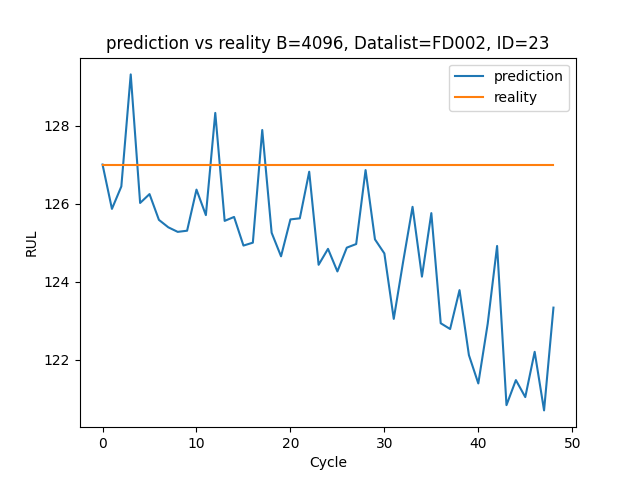 prediction vs reality B=4096, Datalist=FD002, ID=23
prediction
reality
128
126
124
122
RUL
0 10 20 30 40 50
Cycle